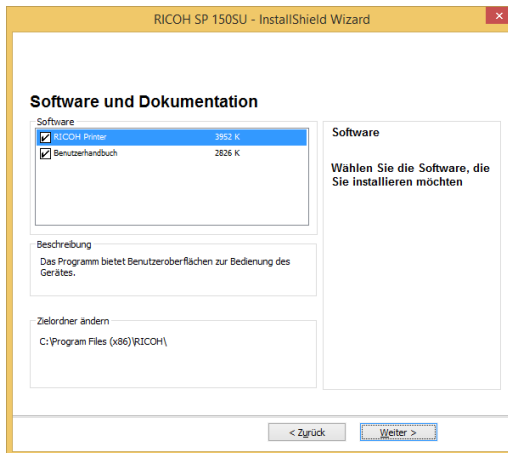 RICOH SP 150SU - InstallShield Wizard
Software und Dokumentation
Software
RICOH Printer 3952 K
Benutzerhandbuch 2826 K
Software
Wählen Sie die Software, die
Sie installieren möchten
Beschreibung
Das Programm bietet Benutzeroberflächen zur Bedienung des
Gerätes.
Zielordner ändern
C:\Program Files (x86)\RICOH\
< Zurück
Weiter >